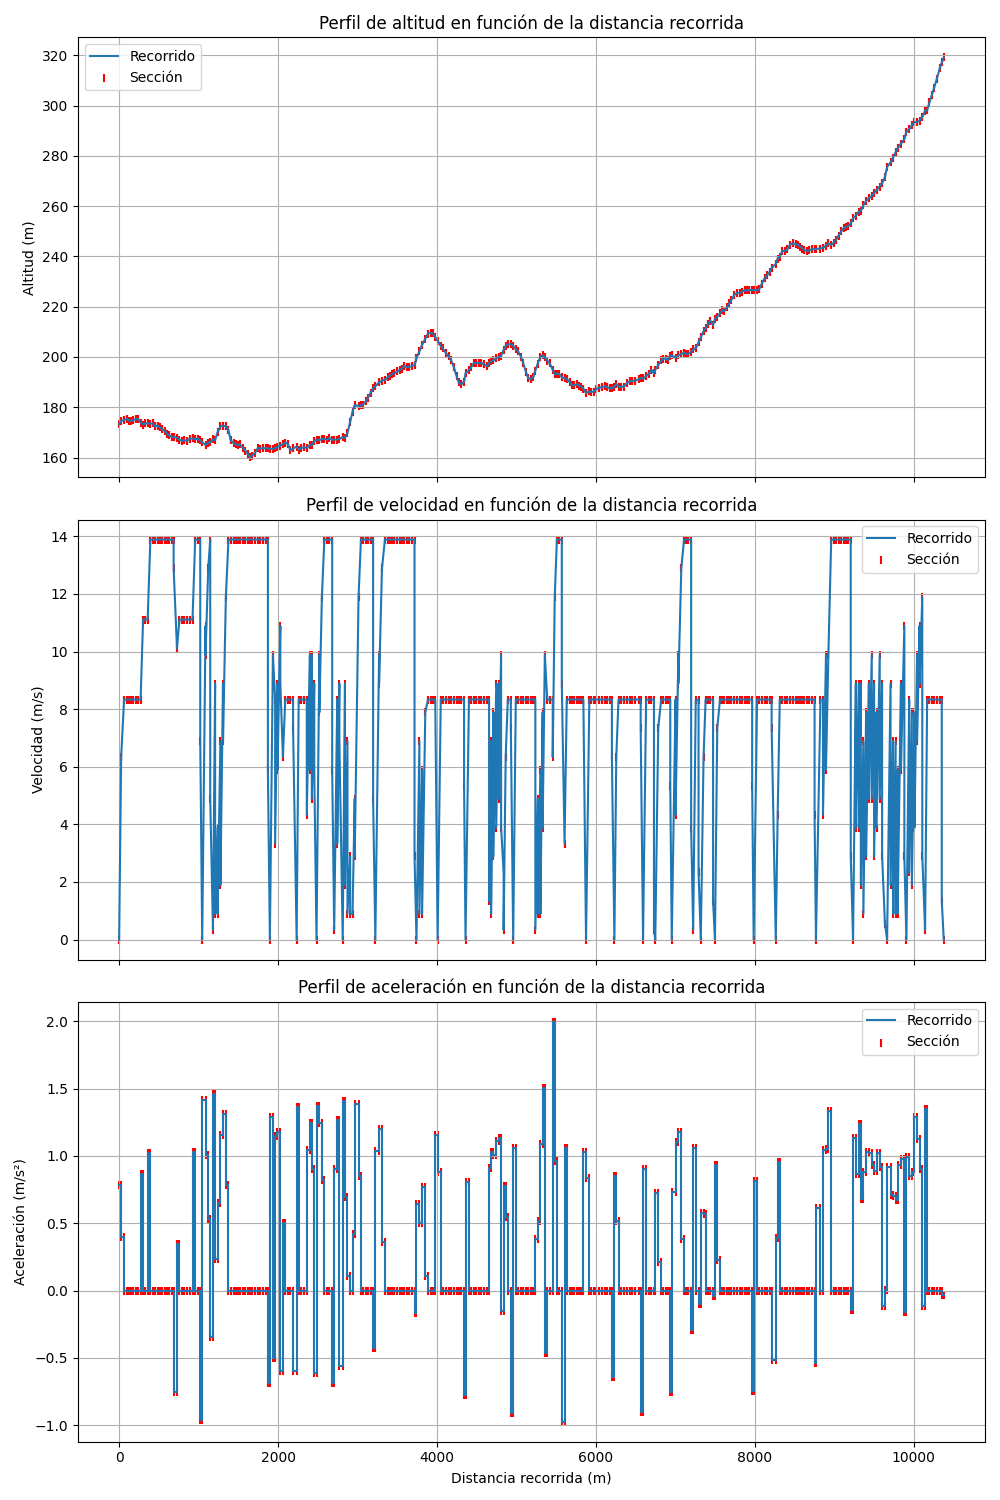 Perfil de altitud en función de la distancia recorrida
Recorrido
Sección
320
300
280
260
240
220
200
180
160
Altitud (m)
Perfil de velocidad en función de la distancia recorrida
Recorrido
Sección
14
12
10
8
6
4
2
0
Velocidad (m/s)
Perfil de aceleración en función de la distancia recorrida
Recorrido
Sección
2.0
1.5
1.0
0.5
0.0
−0.5
−1.0
Aceleración (m/s²)
0 2000 4000 6000 8000 10000
Distancia recorrida (m)